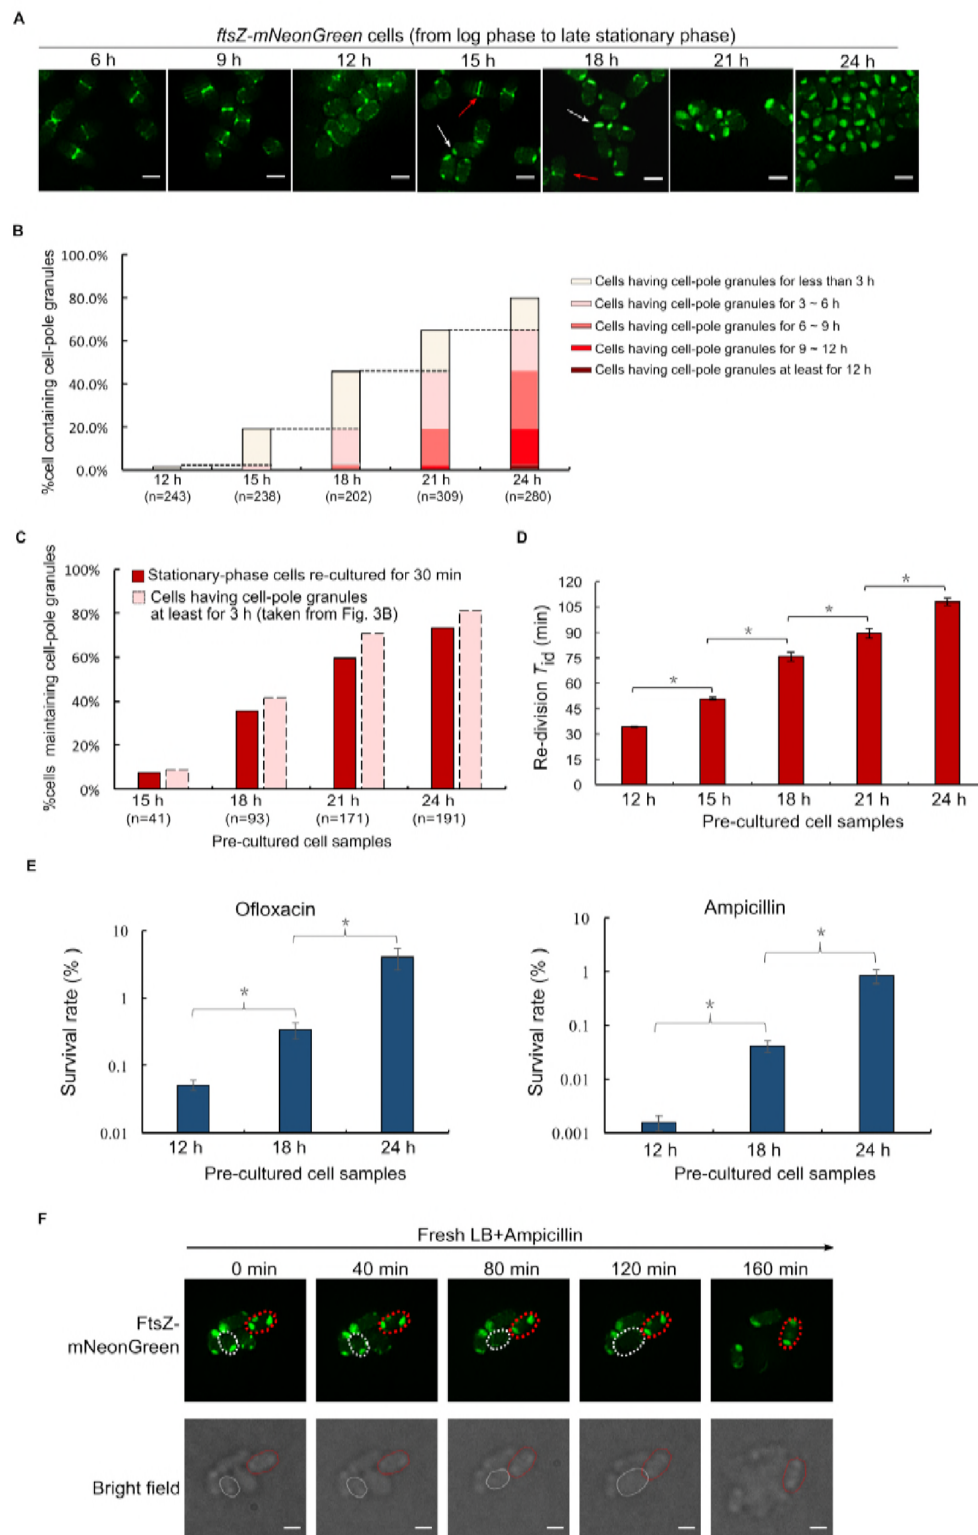 A
ftsZ-mNeonGreen cells (from log phase to late stationary phase)
6 h 9 h 12 h 15 h 18 h 21 h 24 h
B
%cell containing cell-pole granules
100.0%
80.0%
60.0%
40.0%
20.0%
0.0%
12 h 15 h 18 h 21 h 24 h
(n=243) (n=238) (n=202) (n=309) (n=280)
Cells having cell-pole granules for less than 3 h
Cells having cell-pole granules for 3 ~ 6 h
Cells having cell-pole granules for 6 ~ 9 h
Cells having cell-pole granules for 9 ~ 12 h
Cells having cell-pole granules at least for 12 h
C
%cells maintaining cell-pole granules
100%
80%
60%
40%
20%
0%
Stationary-phase cells re-cultured for 30 min
Cells having cell-pole granules
at least for 3 h (taken from Fig. 3B)
15 h 18 h 21 h 24 h
(n=41) (n=93) (n=171) (n=191)
Pre-cultured cell samples
D
Re-division Tid (min)
120
105
90
75
60
45
30
15
0
* * * *
12 h 15 h 18 h 21 h 24 h
Pre-cultured cell samples
E
Ofloxacin
Survival rate (% )
10
1
0.1
0.01
* *
12 h 18 h 24 h
Pre-cultured cell samples
Ampicillin
Survival rate (% )
10
1
0.1
0.01
0.001
* *
12 h 18 h 24 h
Pre-cultured cell samples
F
Fresh LB+Ampicillin
0 min 40 min 80 min 120 min 160 min
FtsZ-
mNeonGreen
Bright field